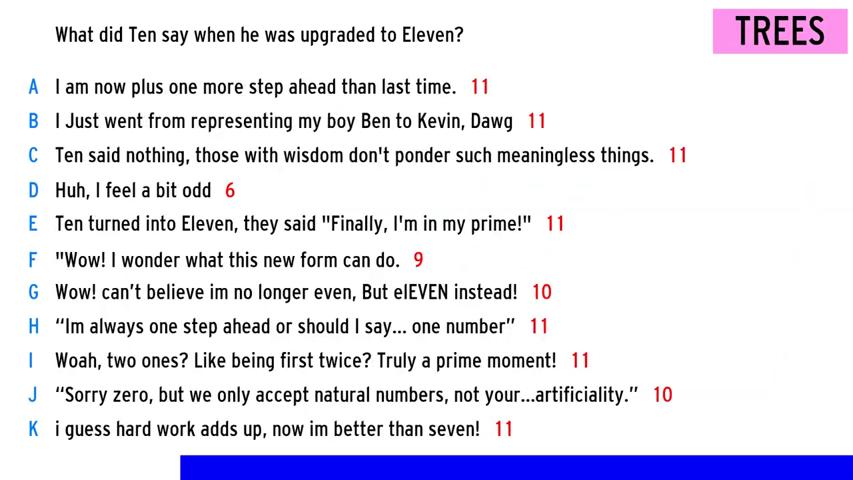 What did Ten say when he was upgraded to Eleven?
TREES
A I am now plus one more step ahead than last time. 11
B I Just went from representing my boy Ben to Kevin, Dawg 11
C Ten said nothing, those with wisdom don't ponder such meaningless things. 11
D Huh, I feel a bit odd 6
E Ten turned into Eleven, they said "Finally, I'm in my prime!" 11
F "Wow! I wonder what this new form can do. 9
G Wow! can’t believe im no longer even, But elEVEN instead! 10
H “Im always one step ahead or should I say... one number” 11
I Woah, two ones? Like being first twice? Truly a prime moment! 11
J “Sorry zero, but we only accept natural numbers, not your...artificiality.” 10
K i guess hard work adds up, now im better than seven! 11